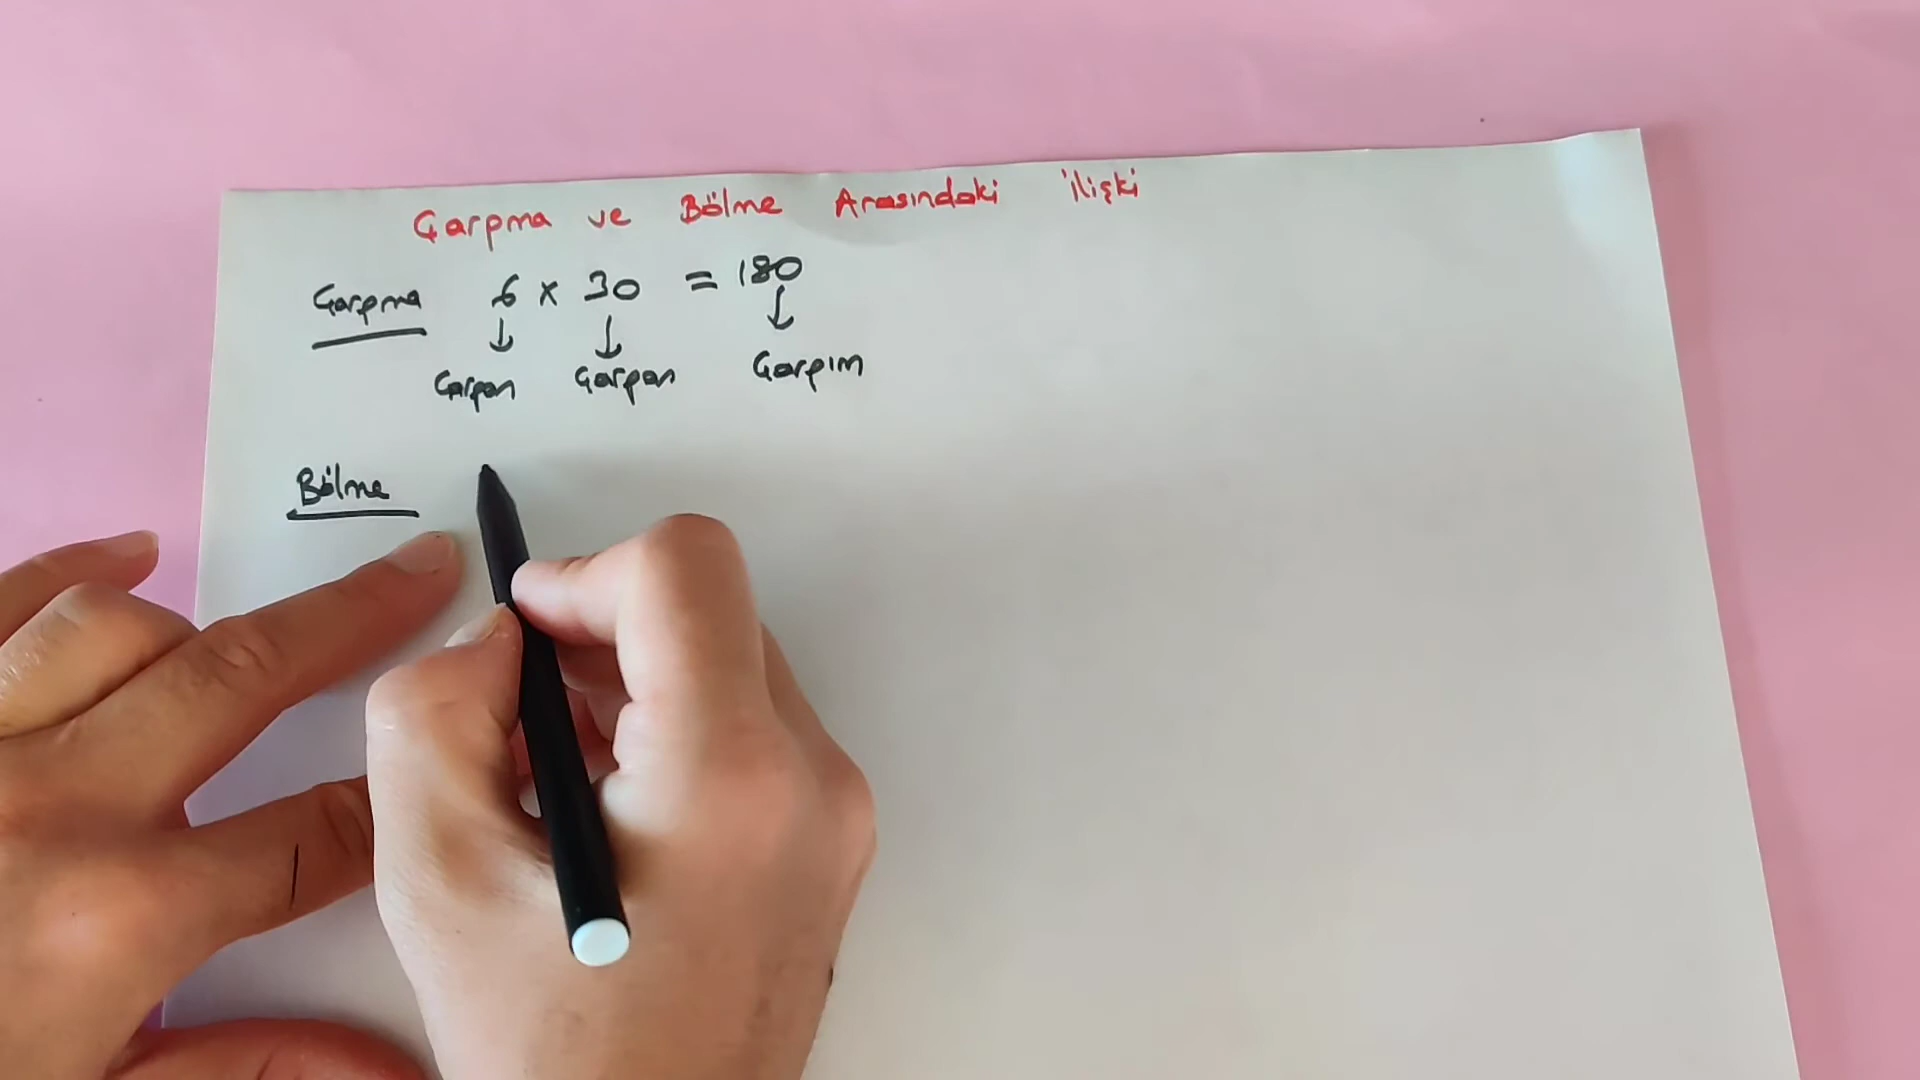 Çarpma ve Bölme Arasındaki İlişki
Çarpma 6 x 30 = 180
Çarpan Çarpan Çarpım
Bölme